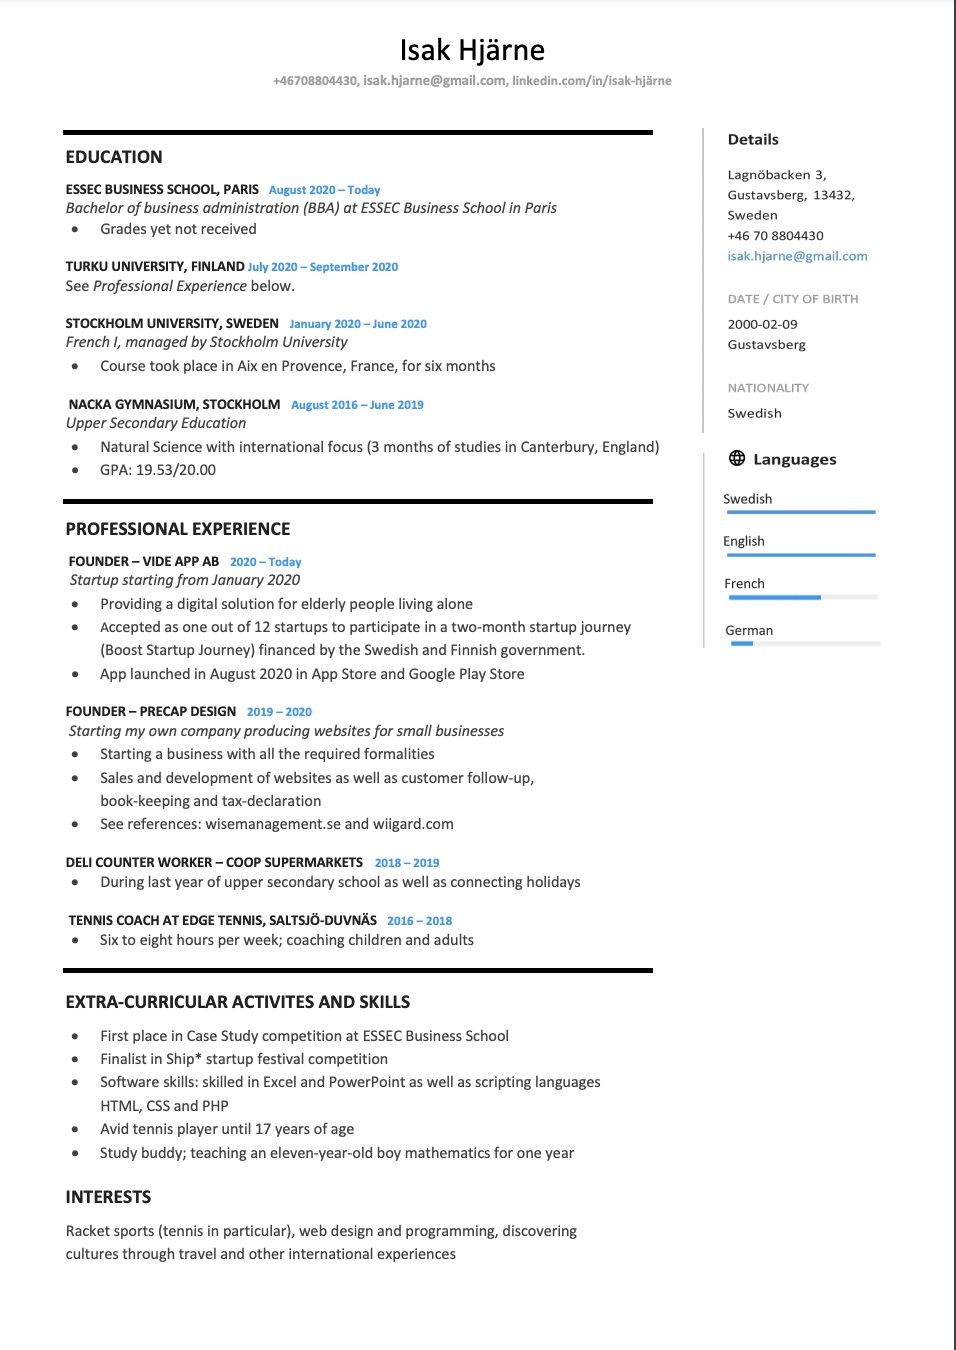 Isak Hjärne
+46708804430, isak.hjarne@gmail.com, linkedin.com/in/isak-hjärne
EDUCATION
ESSEC BUSINESS SCHOOL, PARIS August 2020 – Today
Bachelor of business administration (BBA) at ESSEC Business School in Paris
• Grades yet not received
TURKU UNIVERSITY, FINLAND July 2020 – September 2020
See Professional Experience below.
STOCKHOLM UNIVERSITY, SWEDEN January 2020 – June 2020
French I, managed by Stockholm University
• Course took place in Aix en Provence, France, for six months
NACKA GYMNASIUM, STOCKHOLM August 2016 – June 2019
Upper Secondary Education
• Natural Science with international focus (3 months of studies in Canterbury, England)
• GPA: 19.53/20.00
PROFESSIONAL EXPERIENCE
FOUNDER – VIDE APP AB 2020 – Today
Startup starting from January 2020
• Providing a digital solution for elderly people living alone
• Accepted as one out of 12 startups to participate in a two-month startup journey
(Boost Startup Journey) financed by the Swedish and Finnish government.
• App launched in August 2020 in App Store and Google Play Store
FOUNDER – PRECAP DESIGN 2019 – 2020
Starting my own company producing websites for small businesses
• Starting a business with all the required formalities
• Sales and development of websites as well as customer follow-up,
book-keeping and tax-declaration
• See references: wisemanagement.se and wiigard.com
DELI COUNTER WORKER – COOP SUPERMARKETS 2018 – 2019
• During last year of upper secondary school as well as connecting holidays
TENNIS COACH AT EDGE TENNIS, SALTSJÖ-DUVNÄS 2016 – 2018
• Six to eight hours per week; coaching children and adults
EXTRA-CURRICULAR ACTIVITES AND SKILLS
• First place in Case Study competition at ESSEC Business School
• Finalist in Ship* startup festival competition
• Software skills: skilled in Excel and PowerPoint as well as scripting languages
HTML, CSS and PHP
• Avid tennis player until 17 years of age
• Study buddy; teaching an eleven-year-old boy mathematics for one year
INTERESTS
Racket sports (tennis in particular), web design and programming, discovering
cultures through travel and other international experiences
Details
Lagnöbacken 3,
Gustavsberg, 13432,
Sweden
+46 70 8804430
isak.hjarne@gmail.com
DATE / CITY OF BIRTH
2000-02-09
Gustavsberg
NATIONALITY
Swedish
Languages
Swedish
English
French
German